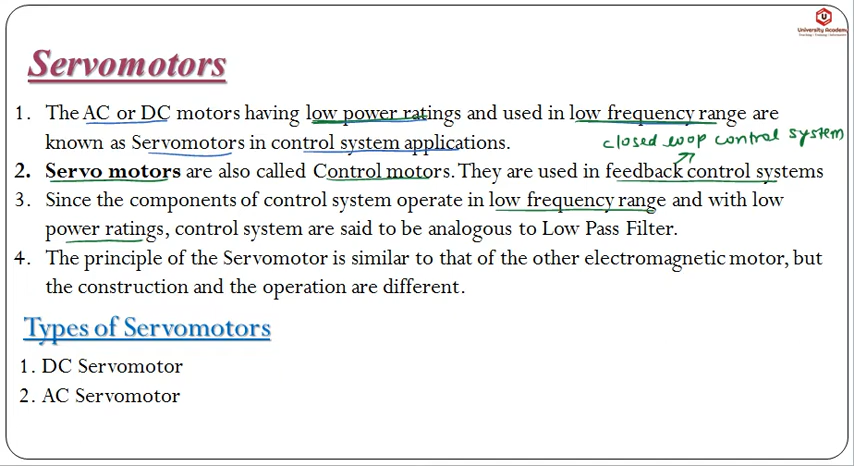 University Academy
Servomotors
1. The AC or DC motors having low power ratings and used in low frequency range are
known as Servomotors in control system applications.
closed loop control system
2. Servo motors are also called Control motors. They are used in feedback control systems
3. Since the components of control system operate in low frequency range and with low
power ratings, control system are said to be analogous to Low Pass Filter.
4. The principle of the Servomotor is similar to that of the other electromagnetic motor, but
the construction and the operation are different.
Types of Servomotors
1. DC Servomotor
2. AC Servomotor